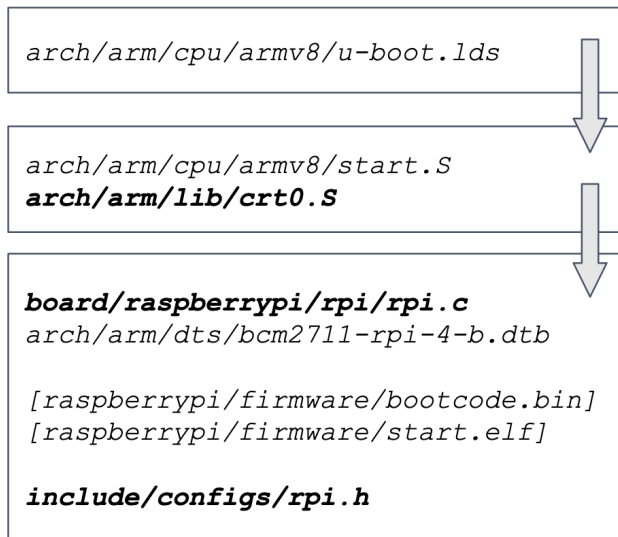 arch/arm/cpu/armv8/u-boot.lds
arch/arm/cpu/armv8/start.S
arch/arm/lib/crt0.S
board/raspberrypi/rpi/rpi.c
arch/arm/dts/bcm2711-rpi-4-b.dtb
[raspberrypi/firmware/bootcode.bin]
[raspberrypi/firmware/start.elf]
include/configs/rpi.h